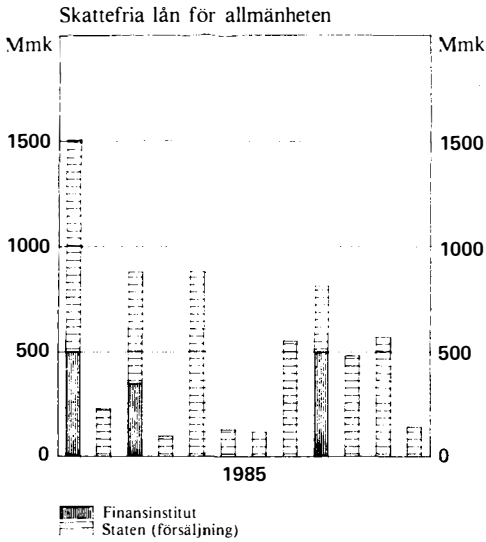 Skattefria lån för allmänheten
Mmk Mmk
1500 1500
1000 1000
500 500
0 0
1985
Finansinstitut
Staten (försäljning)